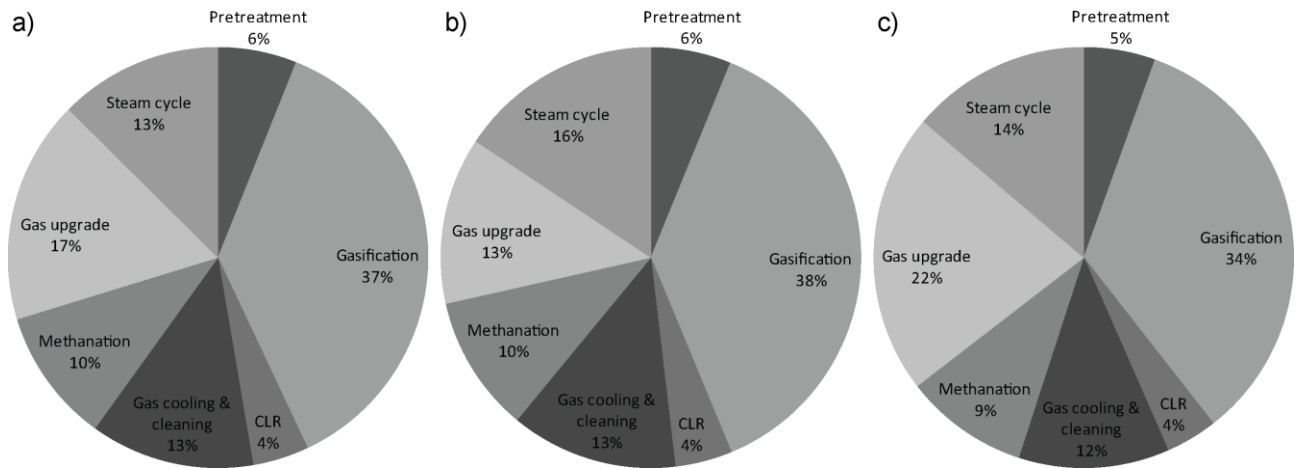 a)
Pretreatment
6%
Steam cycle
13%
Gas upgrade
17%
Gasification
37%
Methanation
10%
Gas cooling &
cleaning
13%
CLR
4%
b)
Pretreatment
6%
Steam cycle
16%
Gas upgrade
13%
Gasification
38%
Methanation
10%
Gas cooling &
cleaning
13%
CLR
4%
c)
Pretreatment
5%
Steam cycle
14%
Gas upgrade
22%
Gasification
34%
Methanation
9%
Gas cooling &
cleaning
12%
CLR
4%